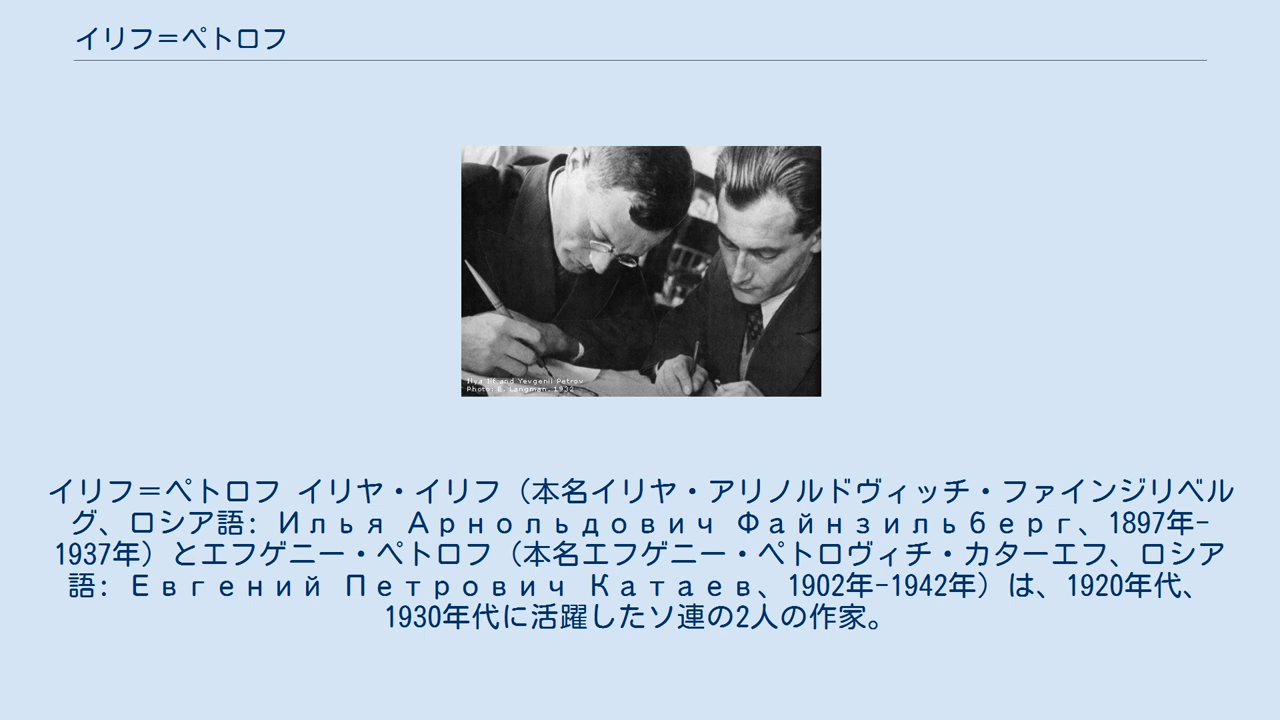 イリフ＝ペトロフ
Ilya Ilf and Yevgenii Petrov
Photo: E. Langman, 1932
イリフ＝ペトロフ イリヤ・イリフ（本名イリヤ・アリノルドヴィッチ・ファインジリベル
グ、ロシア語: Илья Арнольдович Файнзильберг、1897年-
1937年）とエフゲニー・ペトロフ（本名エフゲニー・ペトロヴィチ・カターエフ、ロシア
語: Евгений Петрович Катаев、1902年-1942年）は、1920年代、
1930年代に活躍したソ連の2人の作家。